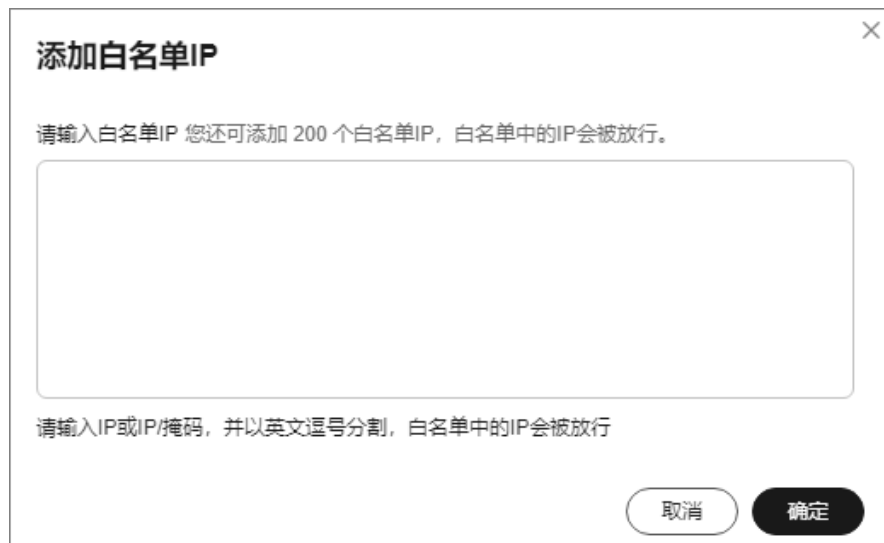 添加白名单IP
请输入白名单IP 您还可添加 200 个白名单IP，白名单中的IP会被放行。
请输入IP或IP/掩码，并以英文逗号分割，白名单中的IP会被放行
取消 确定